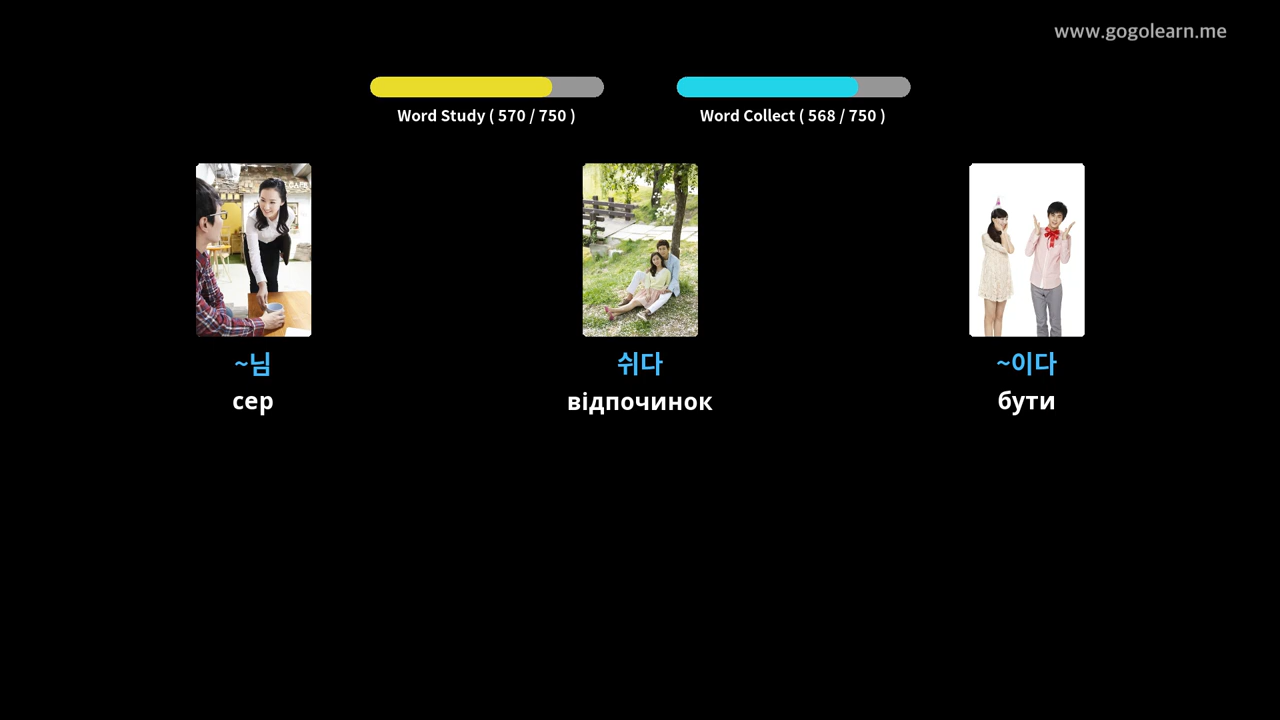 www.gogolearn.me
Word Study ( 570 / 750 )
Word Collect ( 568 / 750 )
~님
쉬다
~이다
сер
відпочинок
бути